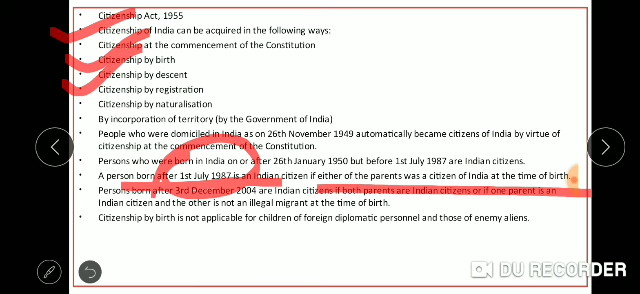 Citizenship Act, 1955
Citizenship of India can be acquired in the following ways:
Citizenship at the commencement of the Constitution
Citizenship by birth
Citizenship by descent
Citizenship by registration
Citizenship by naturalisation
By incorporation of territory (by the Government of India)
People who were domiciled in India as on 26th November 1949 automatically became citizens of India by virtue of
citizenship at the commencement of the Constitution.
Persons who were born in India on or after 26th January 1950 but before 1st July 1987 are Indian citizens.
A person born after 1st July 1987 is an Indian citizen if either of the parents was a citizen of India at the time of birth.
Persons born after 3rd December 2004 are Indian citizens if both parents are Indian citizens or if one parent is an
Indian citizen and the other is not an illegal migrant at the time of birth.
Citizenship by birth is not applicable for children of foreign diplomatic personnel and those of enemy aliens.
DU RECORDER